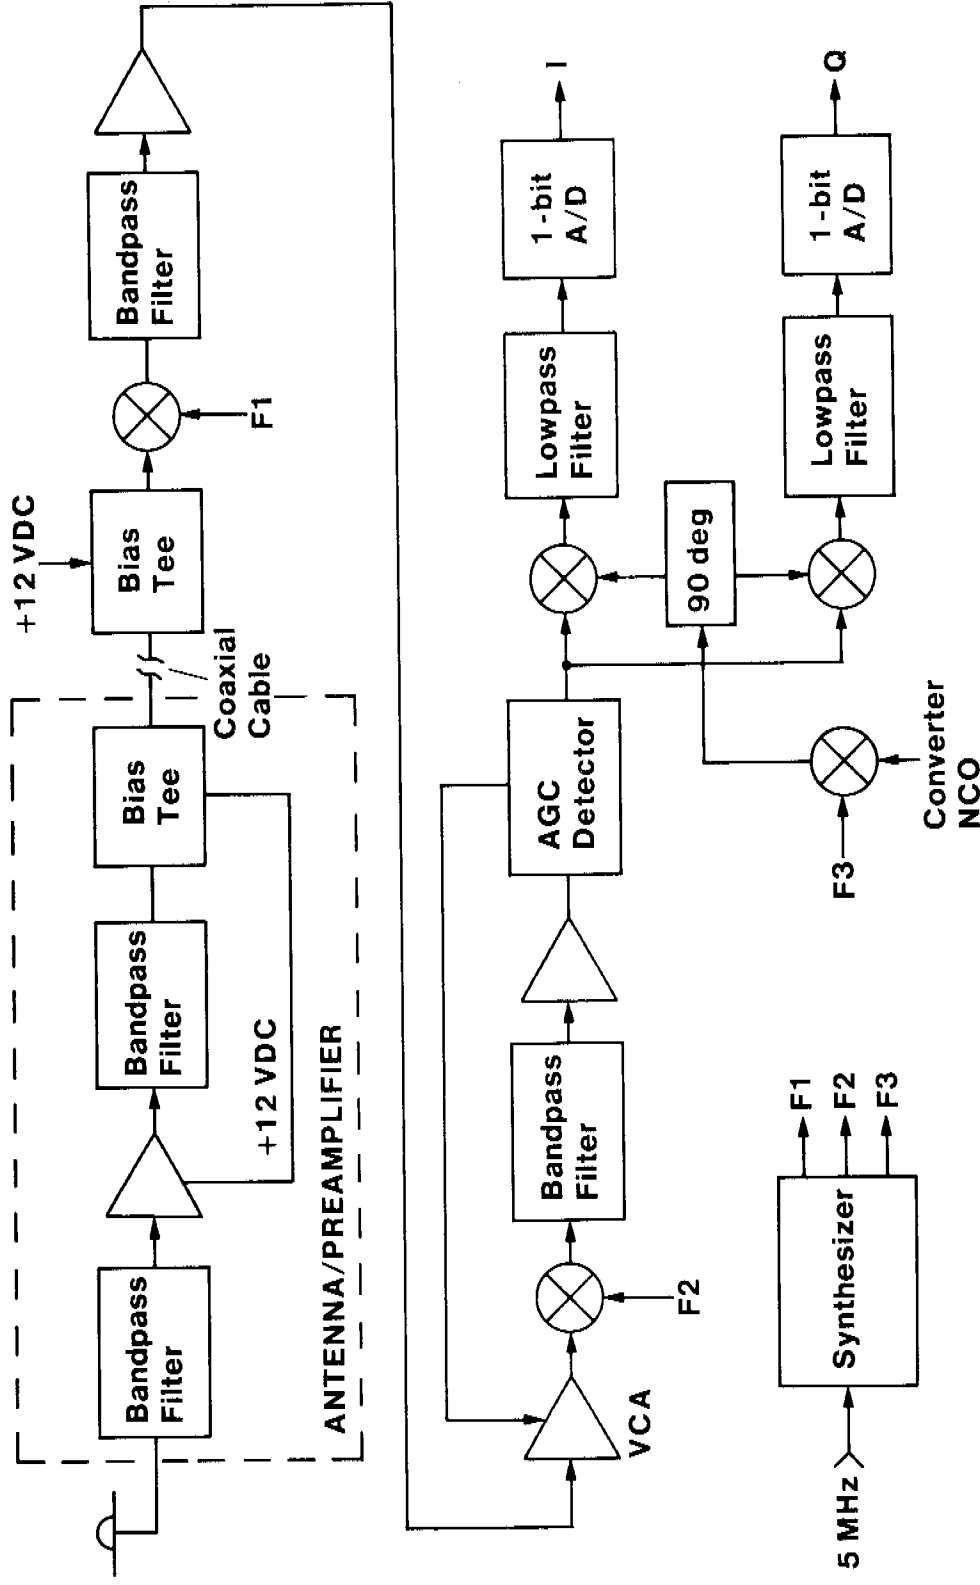 Bandpass
Filter
Bandpass
Filter
Bias
Tee
+12 VDC
ANTENNA/PREAMPLIFIER
Coaxial
Cable
+12 VDC
Bias
Tee
F1
Bandpass
Filter
VCA
F2
Bandpass
Filter
AGC
Detector
Lowpass
Filter
1-bit
A/D
I
90 deg
Lowpass
Filter
1-bit
A/D
Q
F3
Converter
NCO
5 MHz
Synthesizer
F1
F2
F3